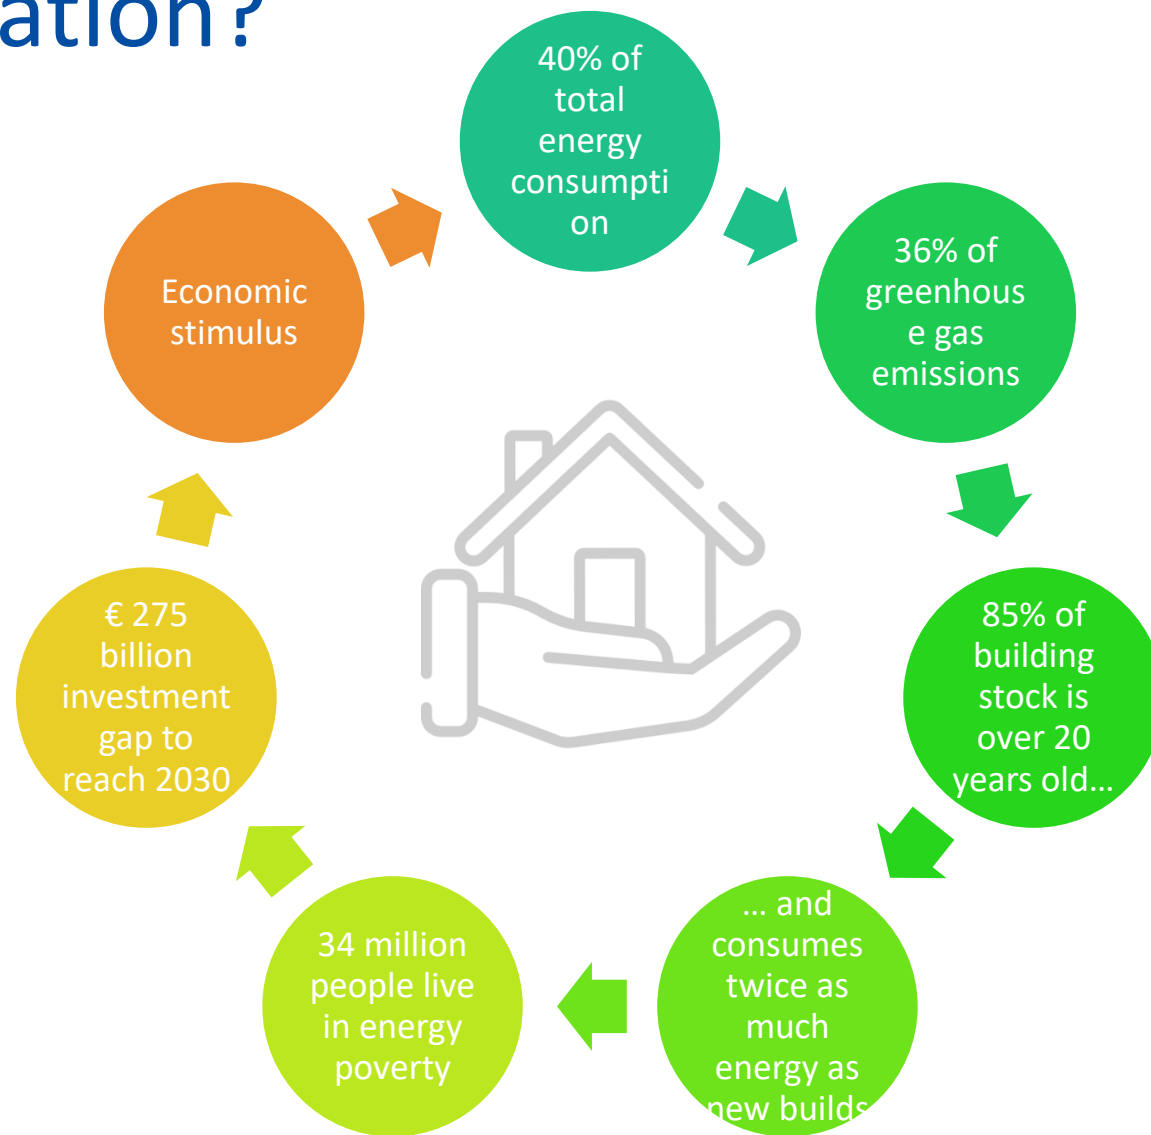 ation?
40% of
total
energy
consumpti
on
36% of
greenhous
e gas
emissions
85% of
building
stock is
over 20
years old...
... and
consumes
twice as
much
energy as
new builds
34 million
people live
in energy
poverty
€ 275
billion
investment
gap to
reach 2030
Economic
stimulus